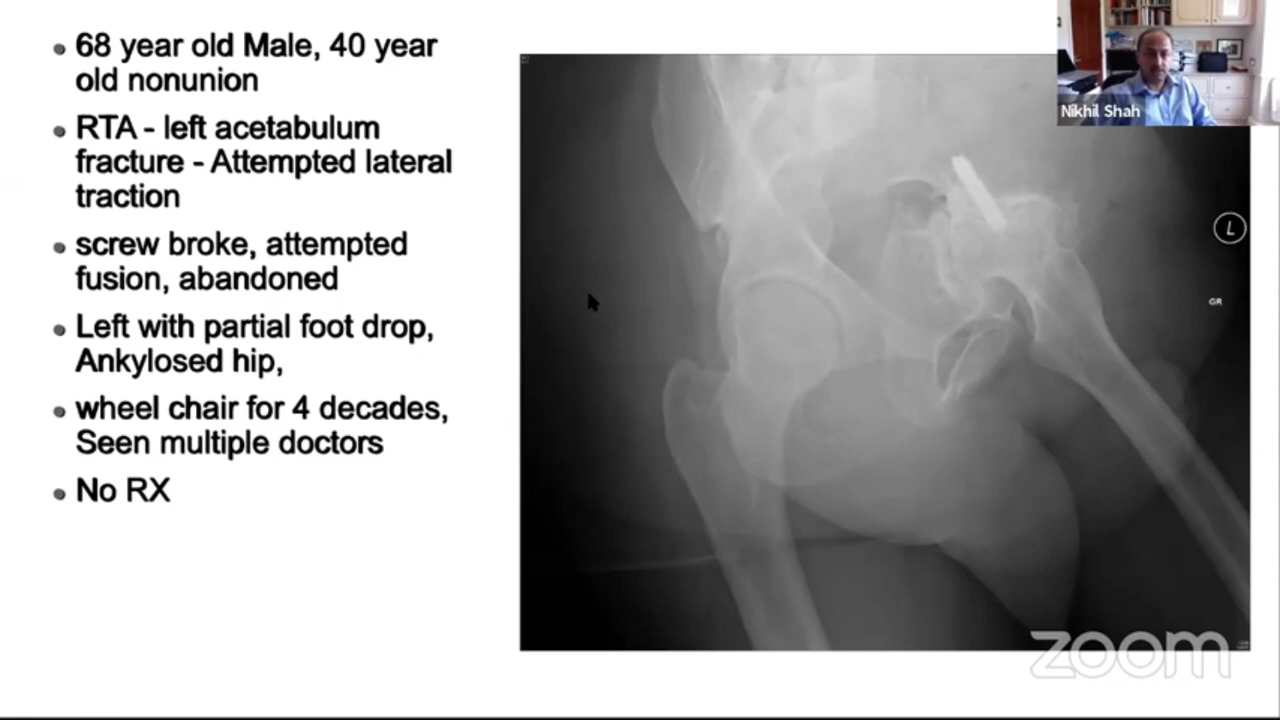 • 68 year old Male, 40 year
old nonunion
• RTA - left acetabulum
fracture - Attempted lateral
traction
• screw broke, attempted
fusion, abandoned
• Left with partial foot drop,
Ankylosed hip,
• wheel chair for 4 decades,
Seen multiple doctors
• No RX
Nikhil Shah
L
GR
zoom